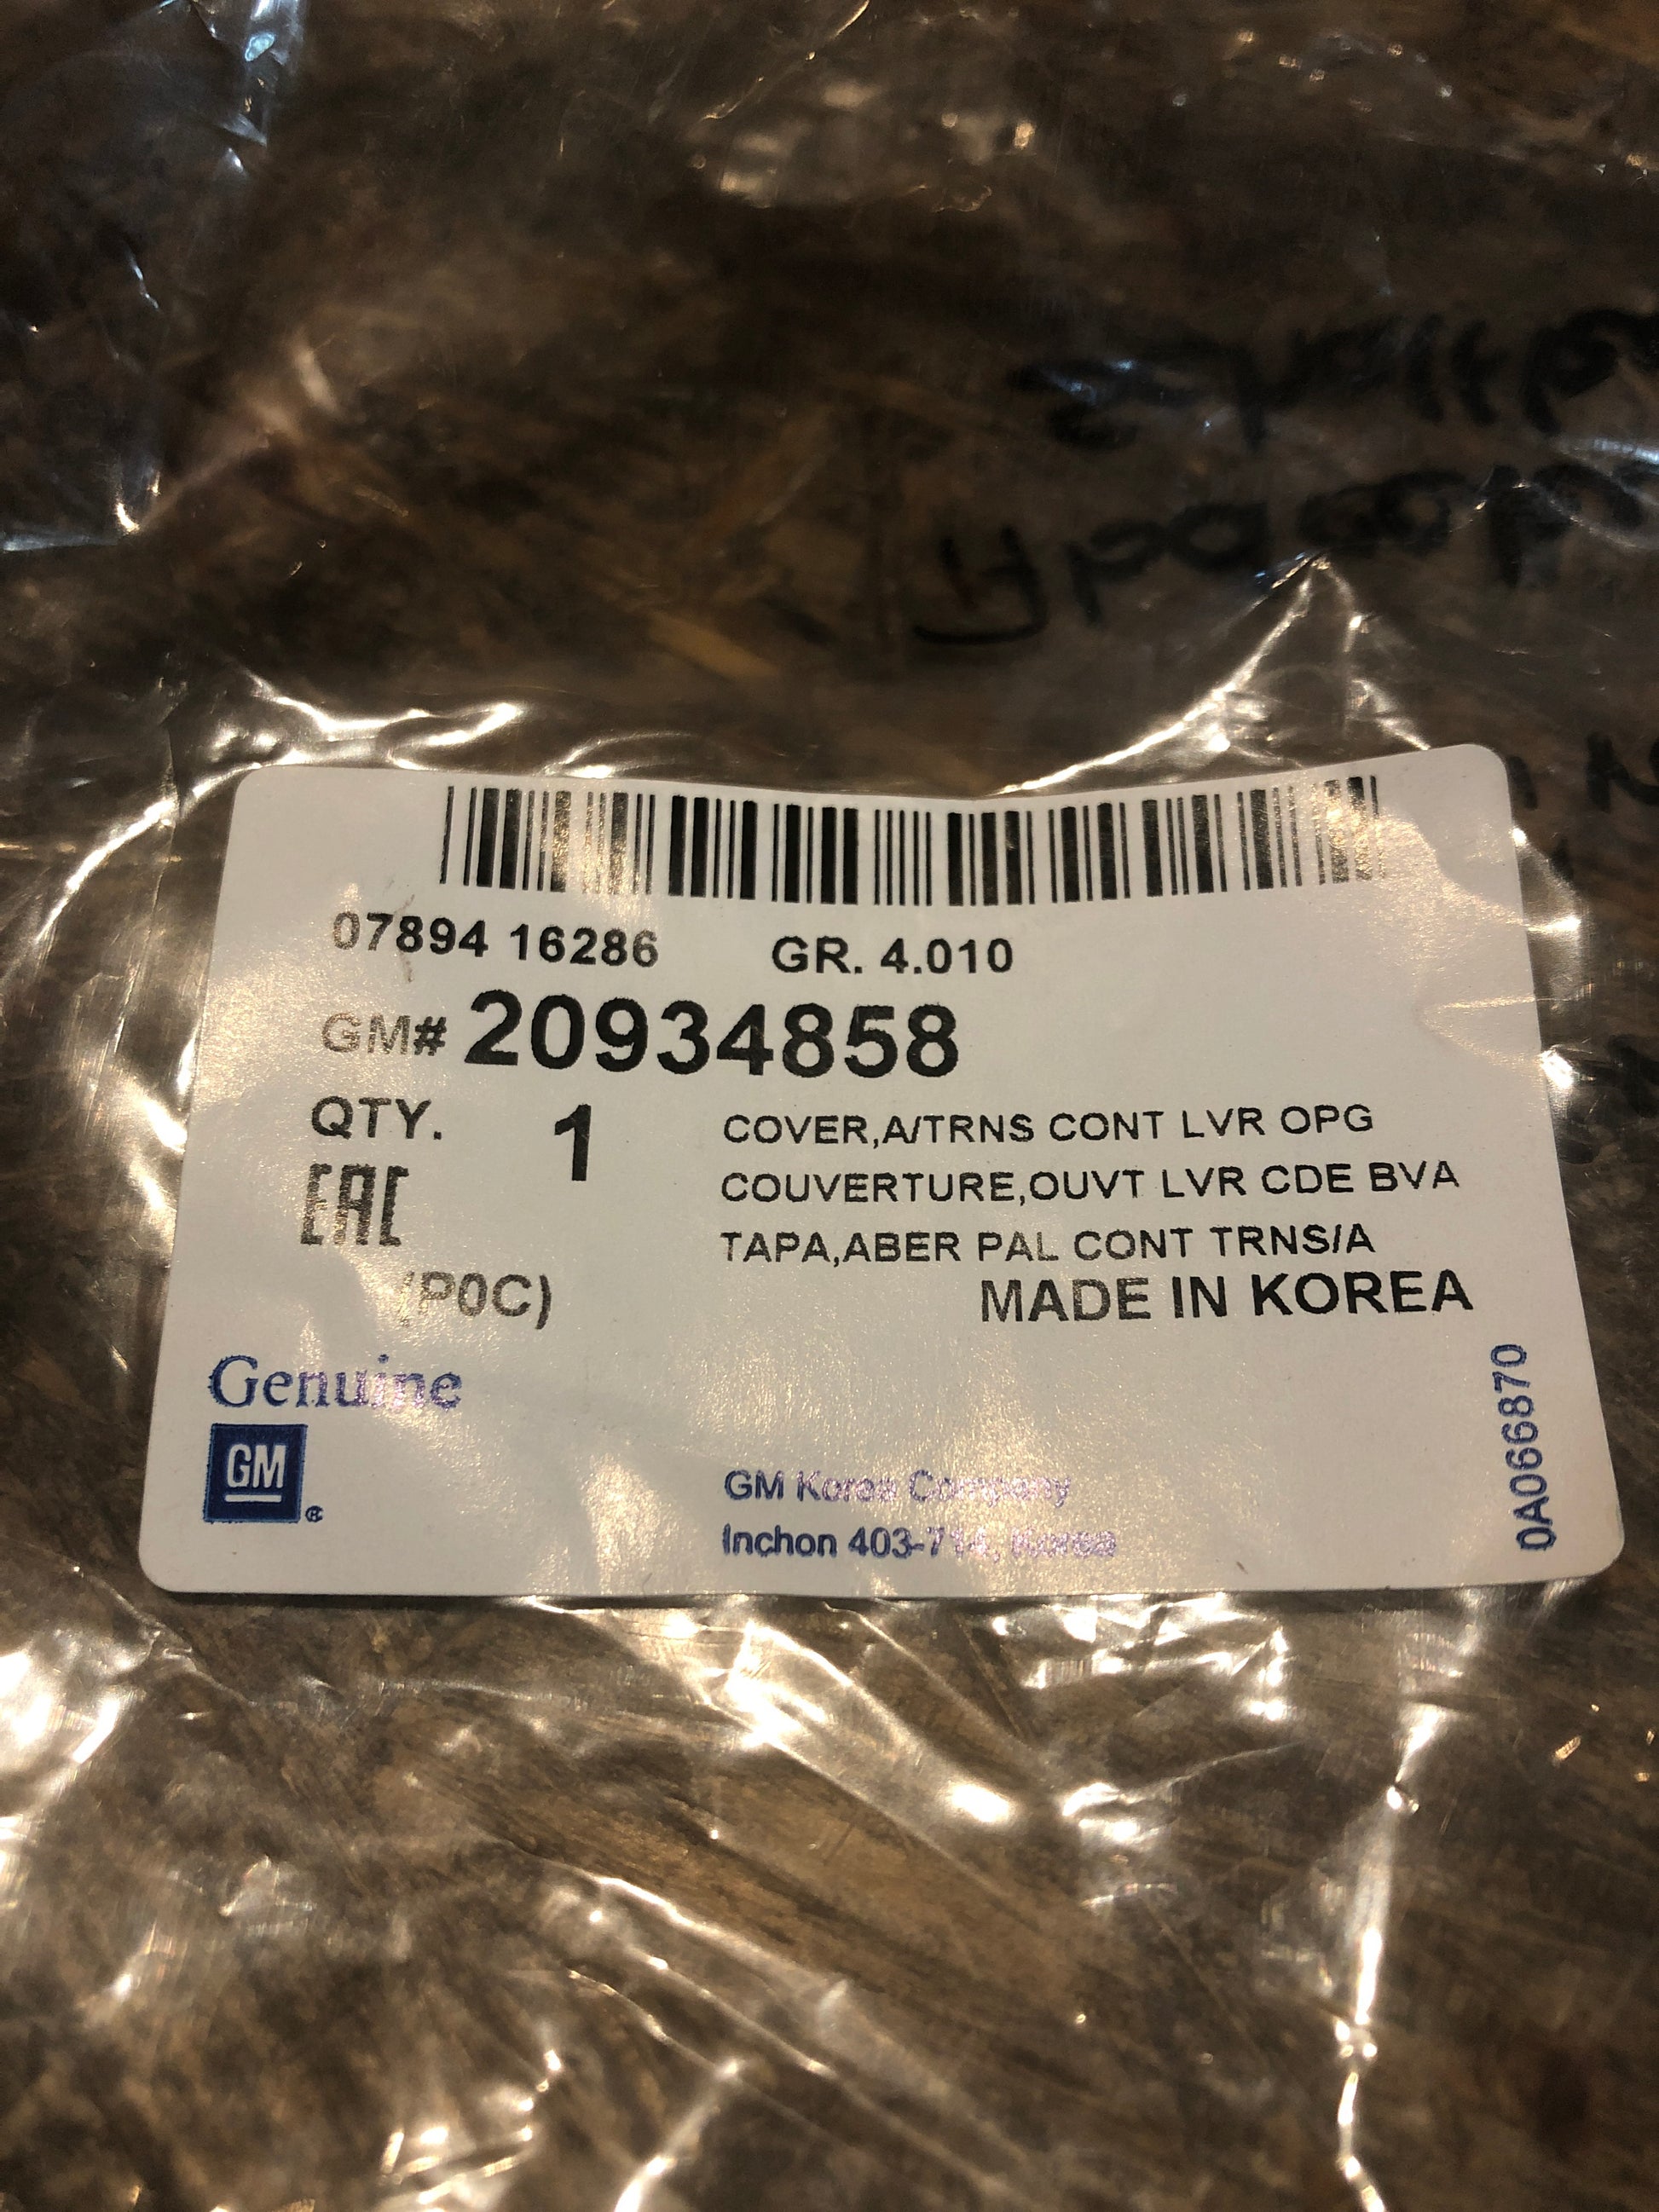 07894 16286 GR. 4.010
GM# 20934858
QTY. 1
COVER,A/TRNS CONT LVR OPG
COUVERTURE,OUVT LVR CDE BVA
TAPA,ABER PAL CONT TRNS/A
EAC
(P0C)
MADE IN KOREA
Genuine
GM
®
GM Korea Company
Inchon 403-714, Korea
0A066870